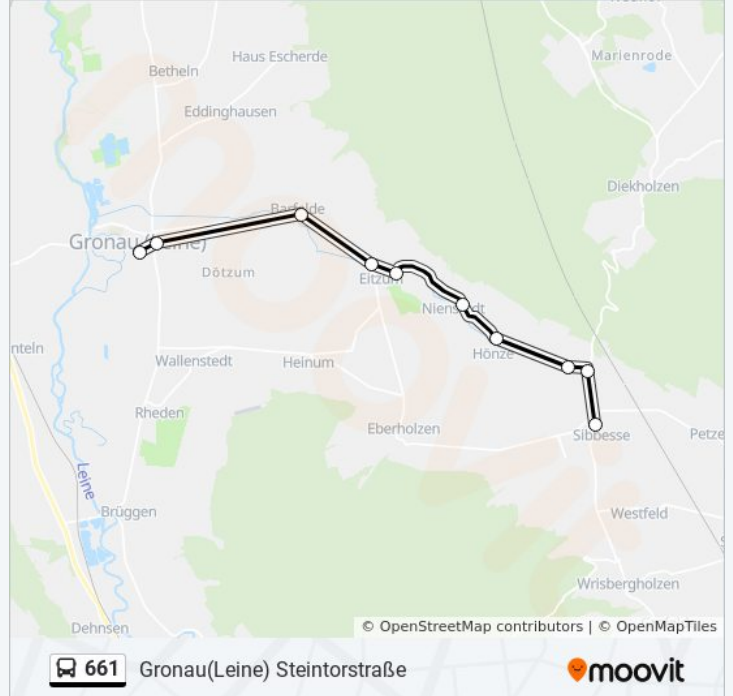 Marienrode
Haus Escherde
Betheln
Eddinghausen
Diekholzen
Barfelde
Gronau (Leine)
Dötzum
Eitzum
Nienstedt
nteln
Wallenstedt
Heinum
Hönze
Rheden
Eberholzen
Sibbesse
Petze
Leine
Brüggen
Westfeld
Wrisbergholzen
Dehnsen
© OpenStreetMap contributors | © OpenMapTiles
661 Gronau(Leine) Steintorstraße
moovit